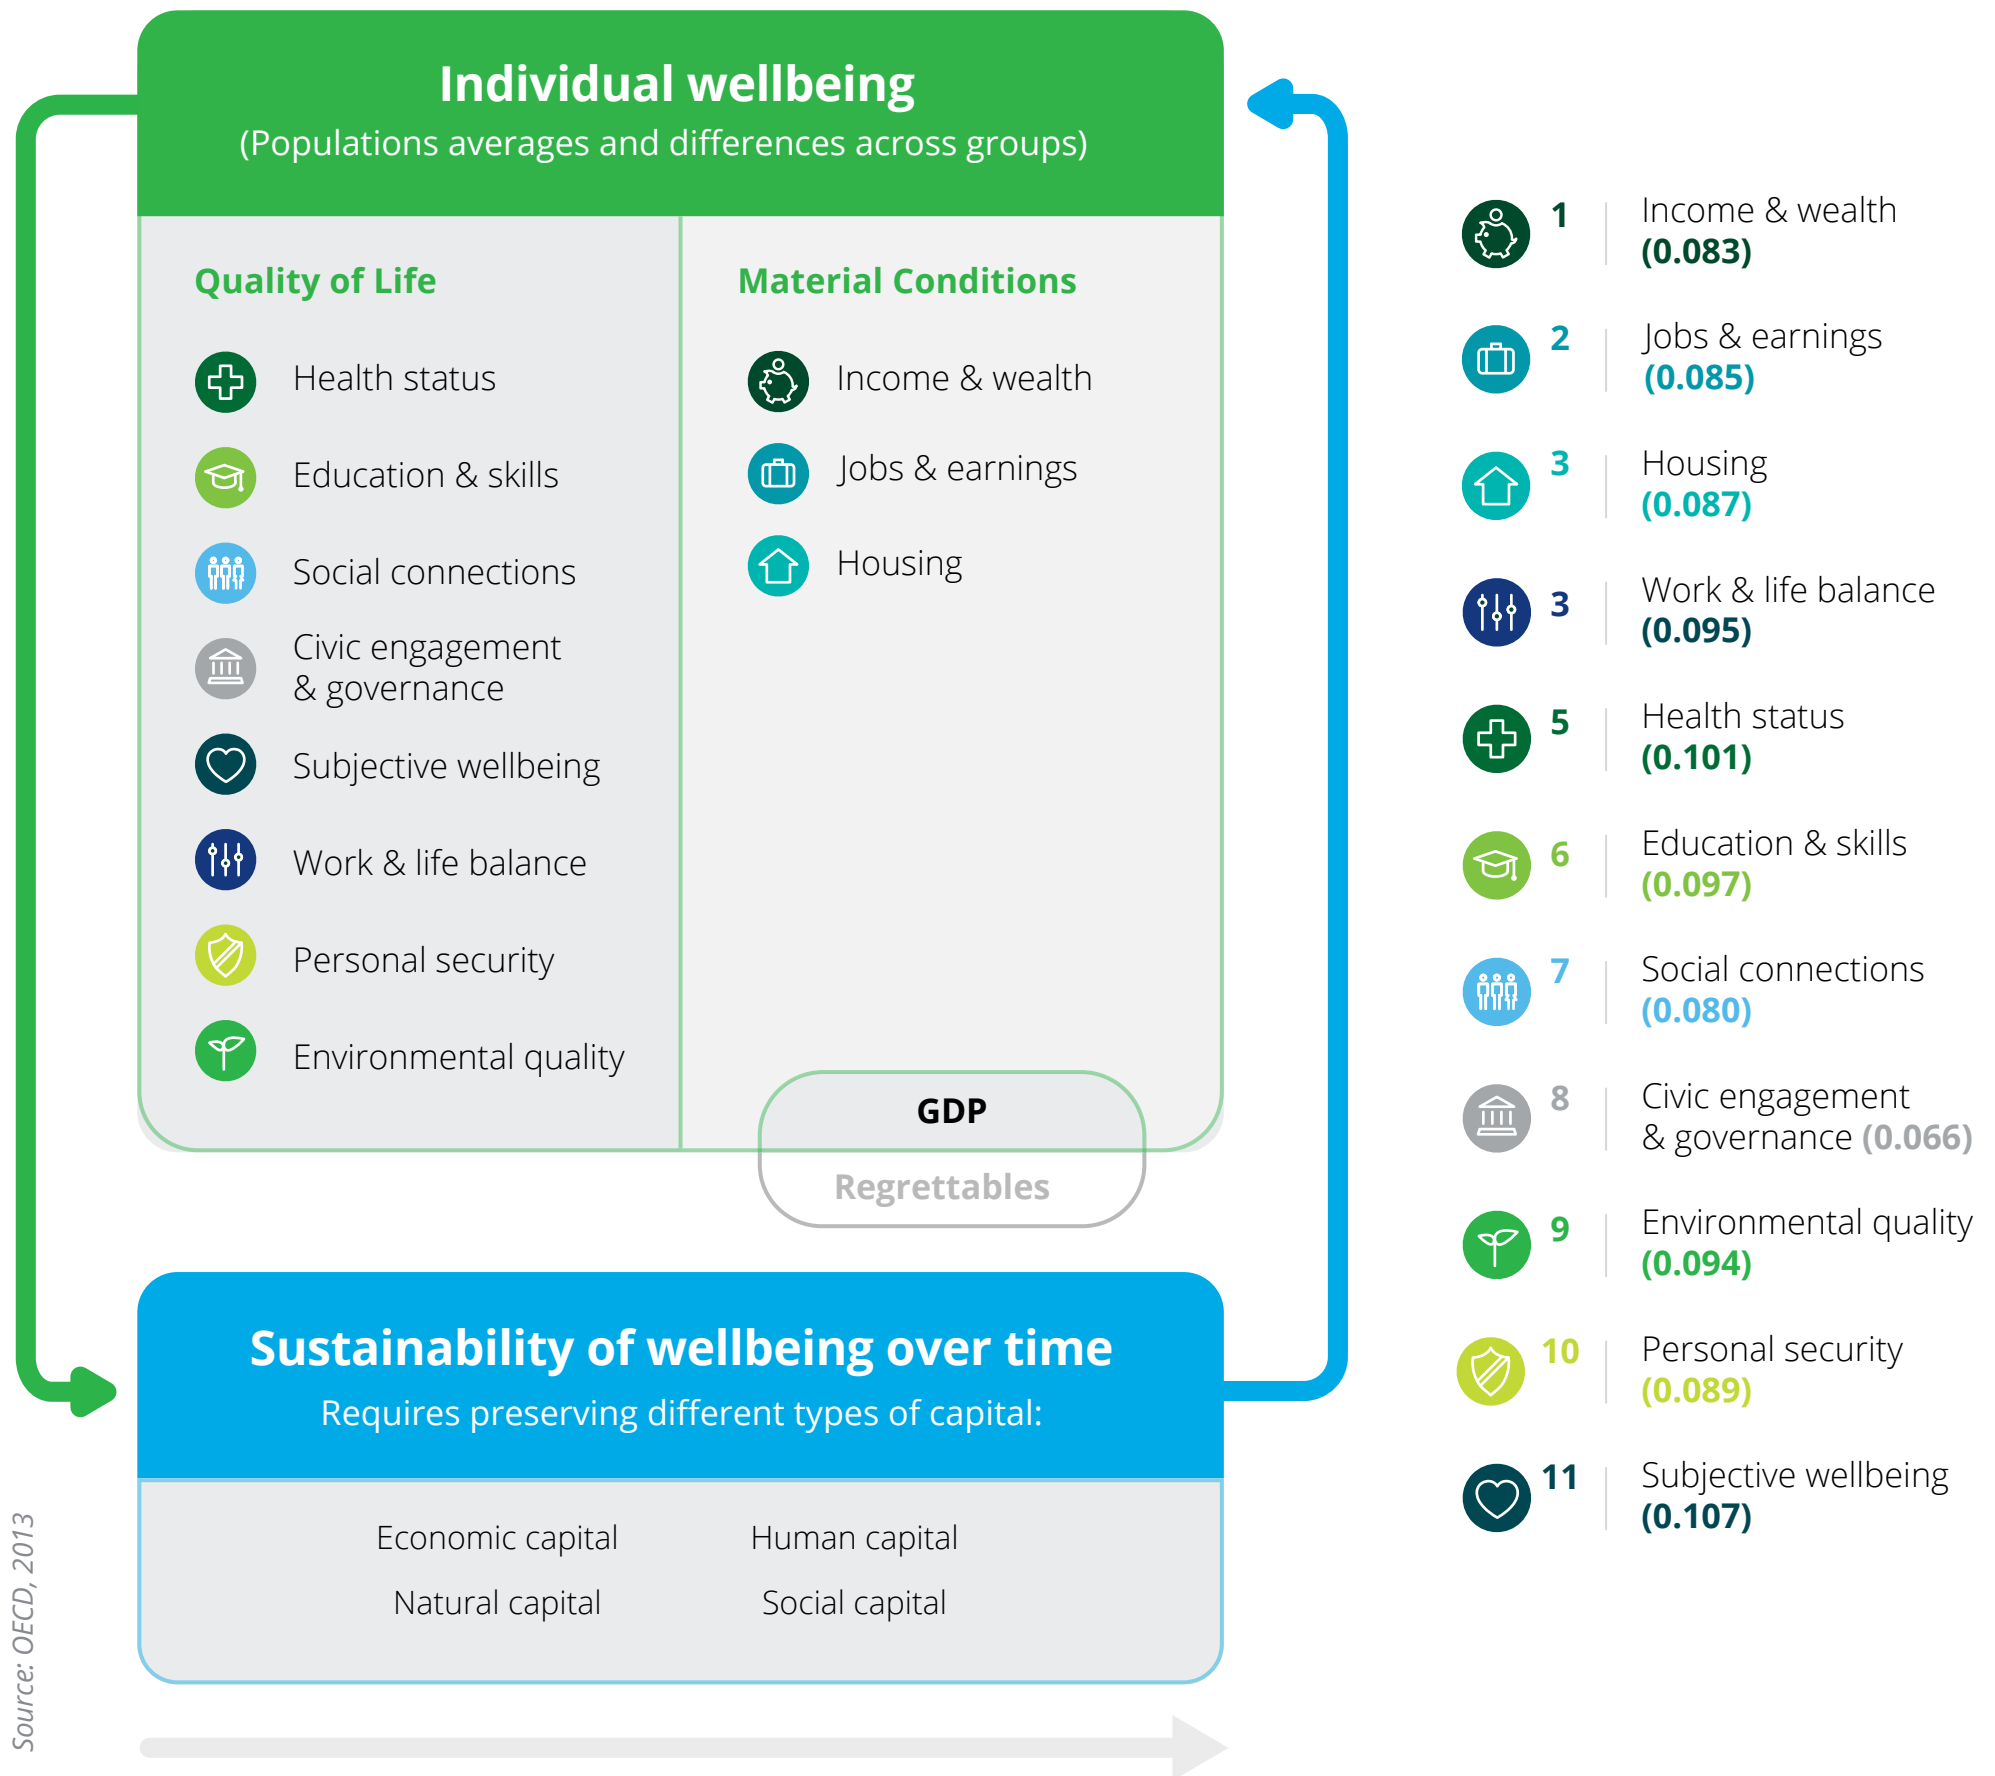 Individual wellbeing
(Populations averages and differences across groups)
Quality of Life
Health status
Education & skills
Social connections
Civic engagement
& governance
Subjective wellbeing
Work & life balance
Personal security
Environmental quality
Material Conditions
Income & wealth
Jobs & earnings
Housing
GDP
Regrettables
Sustainability of wellbeing over time
Requires preserving different types of capital:
Economic capital
Human capital
Natural capital
Social capital
Source: OECD, 2013
1
Income & wealth
(0.083)
2
Jobs & earnings
(0.085)
3
Housing
(0.087)
3
Work & life balance
(0.095)
5
Health status
(0.101)
6
Education & skills
(0.097)
7
Social connections
(0.080)
8
Civic engagement
& governance (0.066)
9
Environmental quality
(0.094)
10
Personal security
(0.089)
11
Subjective wellbeing
(0.107)